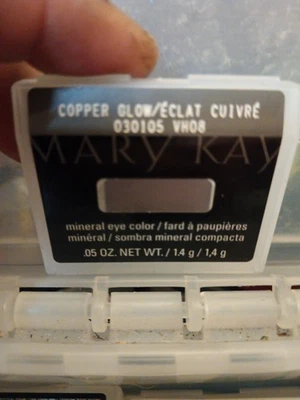 COPPER GLOW/ÉCLAT CUIVRÉ
030105 VH08
MARY KAY
mineral eye color / fard à paupières
minéral / sombra mineral compacta
.05 OZ. NET WT. / 1.4 g / 1,4 g